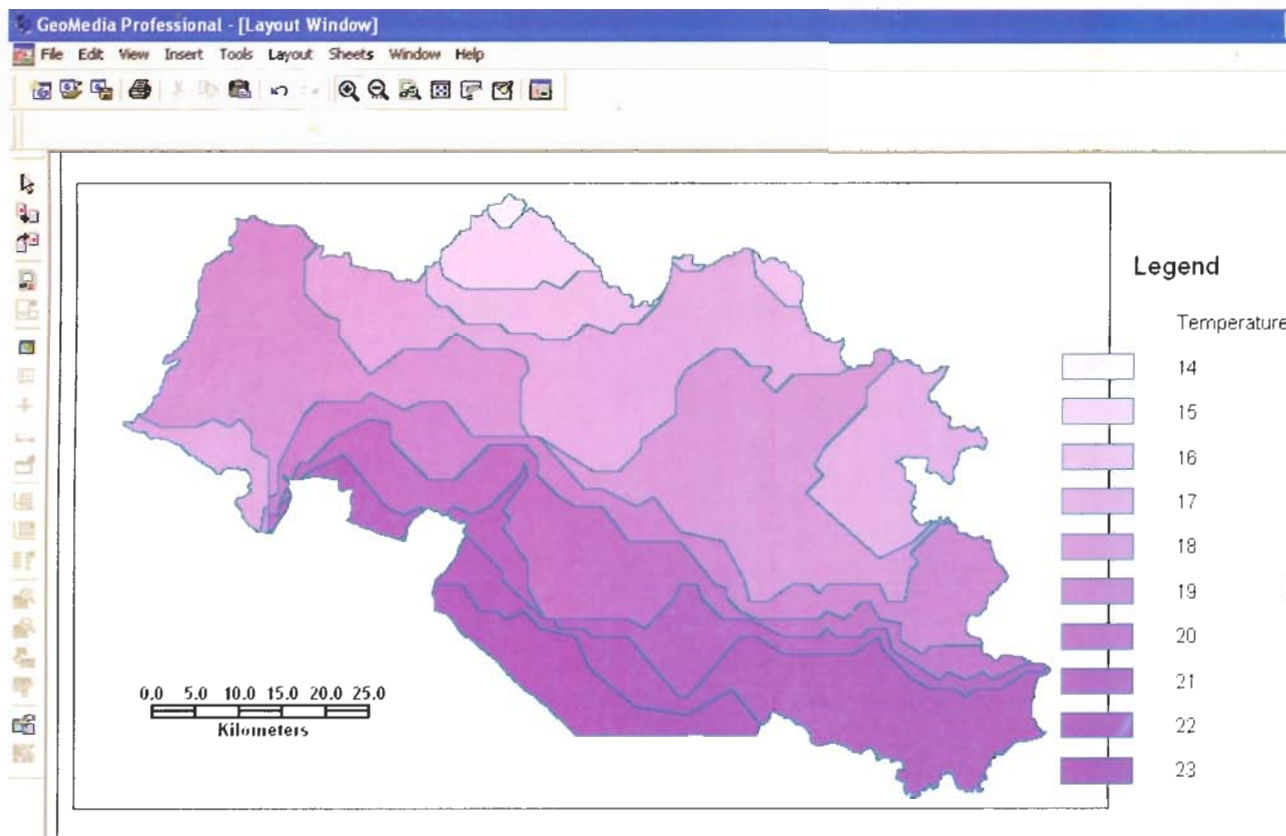 GeoMedia Professional - [Layout Window]
File Edit View Insert Tools Layout Sheets Window Help
Legend
Temperature
14
15
16
17
18
19
20
21
22
23
0.0 5.0 10.0 15.0 20.0 25.0
Kilometers